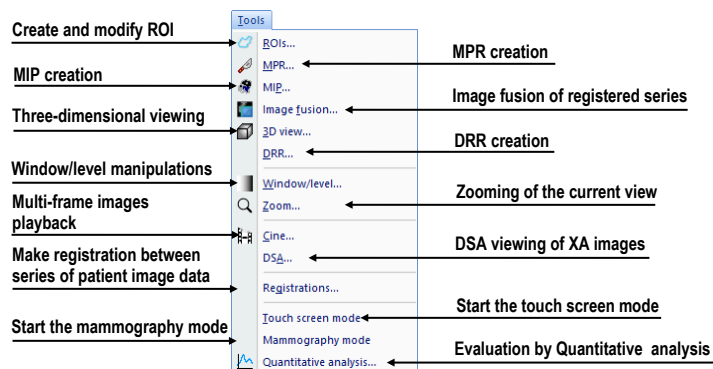 Tools
Create and modify ROI
ROIs...
MPR...
MPR creation
MIP creation
MIP...
Image fusion...
Image fusion of registered series
Three-dimensional viewing
3D view...
DRR...
DRR creation
Window/level manipulations
Window/level...
Zoom...
Zooming of the current view
Multi-frame images
playback
Cine...
DSA...
DSA viewing of XA images
Make registration between
series of patient image data
Registrations...
Touch screen mode
Start the touch screen mode
Start the mammography mode
Mammography mode
Quantitative analysis...
Evaluation by Quantitative analysis